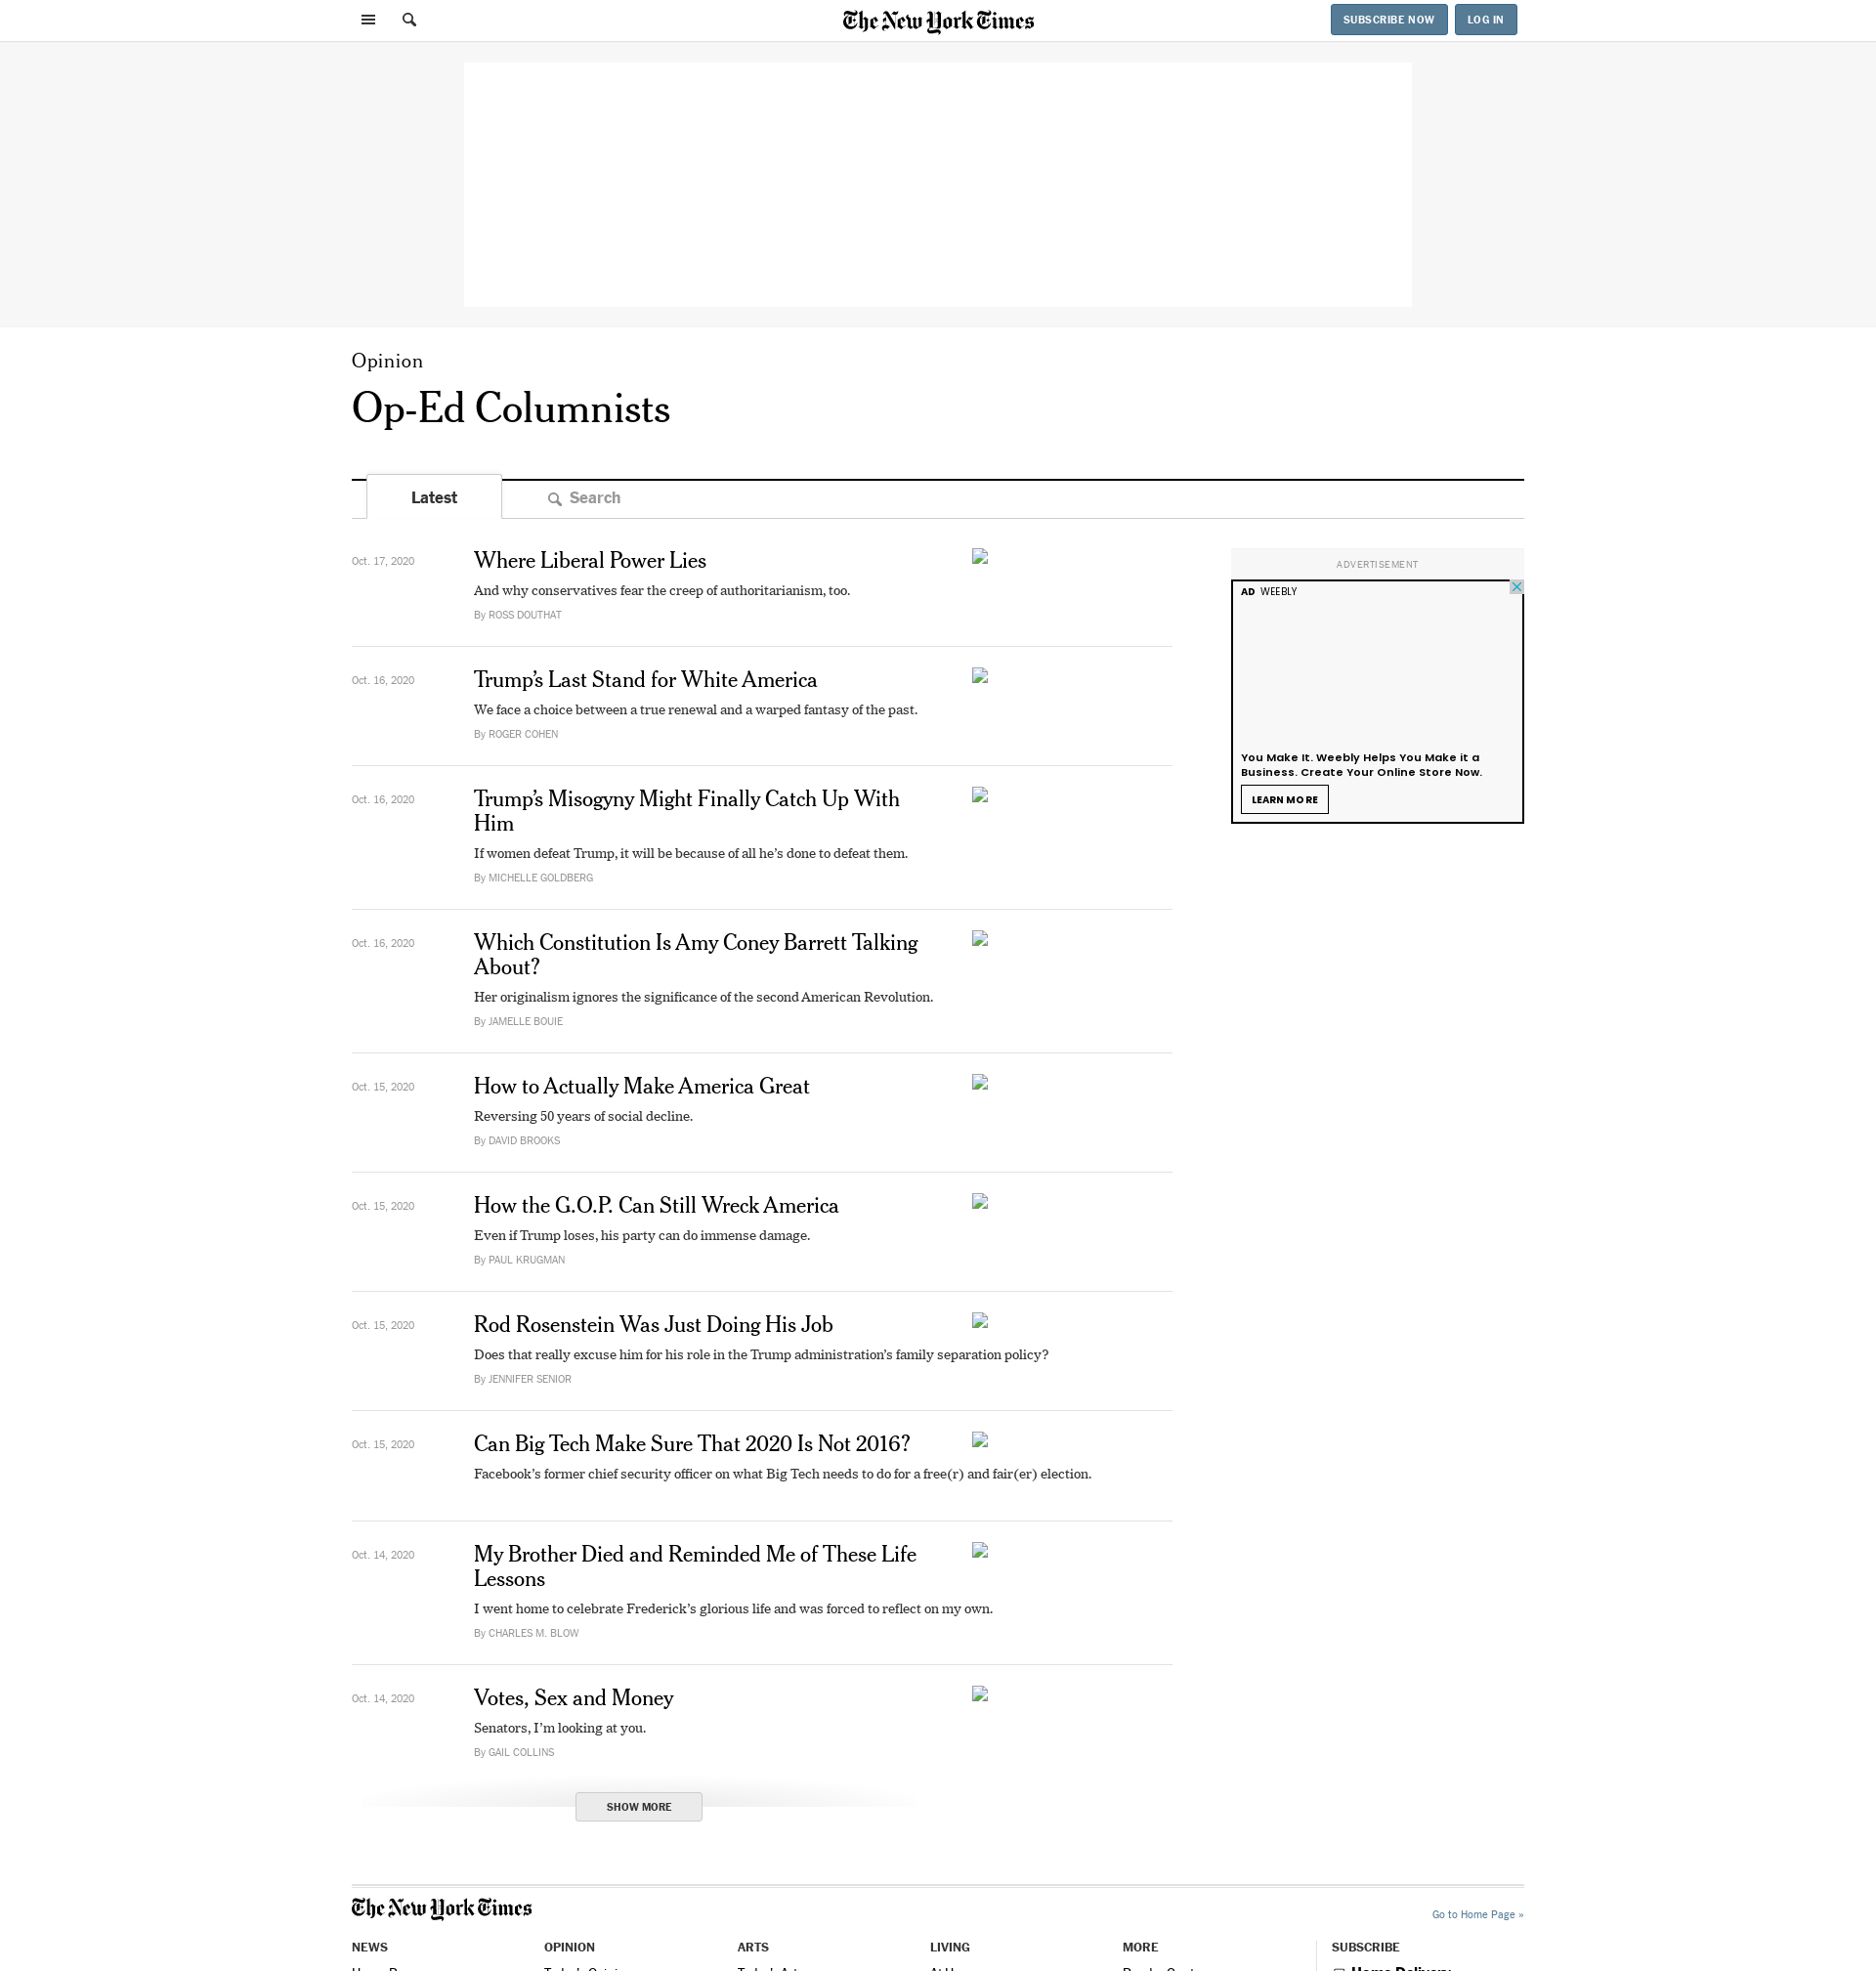 The New York Times
SUBSCRIBE NOW
LOG IN
Opinion
Op-Ed Columnists
Latest
Search
Oct. 17, 2020
Where Liberal Power Lies
And why conservatives fear the creep of authoritarianism, too.
By ROSS DOUTHAT
Oct. 16, 2020
Trump’s Last Stand for White America
We face a choice between a true renewal and a warped fantasy of the past.
By ROGER COHEN
Oct. 16, 2020
Trump’s Misogyny Might Finally Catch Up With
Him
If women defeat Trump, it will be because of all he’s done to defeat them.
By MICHELLE GOLDBERG
Oct. 16, 2020
Which Constitution Is Amy Coney Barrett Talking
About?
Her originalism ignores the significance of the second American Revolution.
By JAMELLE BOUIE
Oct. 15, 2020
How to Actually Make America Great
Reversing 50 years of social decline.
By DAVID BROOKS
Oct. 15, 2020
How the G.O.P. Can Still Wreck America
Even if Trump loses, his party can do immense damage.
By PAUL KRUGMAN
Oct. 15, 2020
Rod Rosenstein Was Just Doing His Job
Does that really excuse him for his role in the Trump administration’s family separation policy?
By JENNIFER SENIOR
Oct. 15, 2020
Can Big Tech Make Sure That 2020 Is Not 2016?
Facebook’s former chief security officer on what Big Tech needs to do for a free(r) and fair(er) election.
Oct. 14, 2020
My Brother Died and Reminded Me of These Life
Lessons
I went home to celebrate Frederick’s glorious life and was forced to reflect on my own.
By CHARLES M. BLOW
Oct. 14, 2020
Votes, Sex and Money
Senators, I’m looking at you.
By GAIL COLLINS
SHOW MORE
ADVERTISEMENT
AD WEEBLY
You Make It. Weebly Helps You Make it a
Business. Create Your Online Store Now.
LEARN MORE
The New York Times
Go to Home Page »
NEWS
OPINION
ARTS
LIVING
MORE
SUBSCRIBE